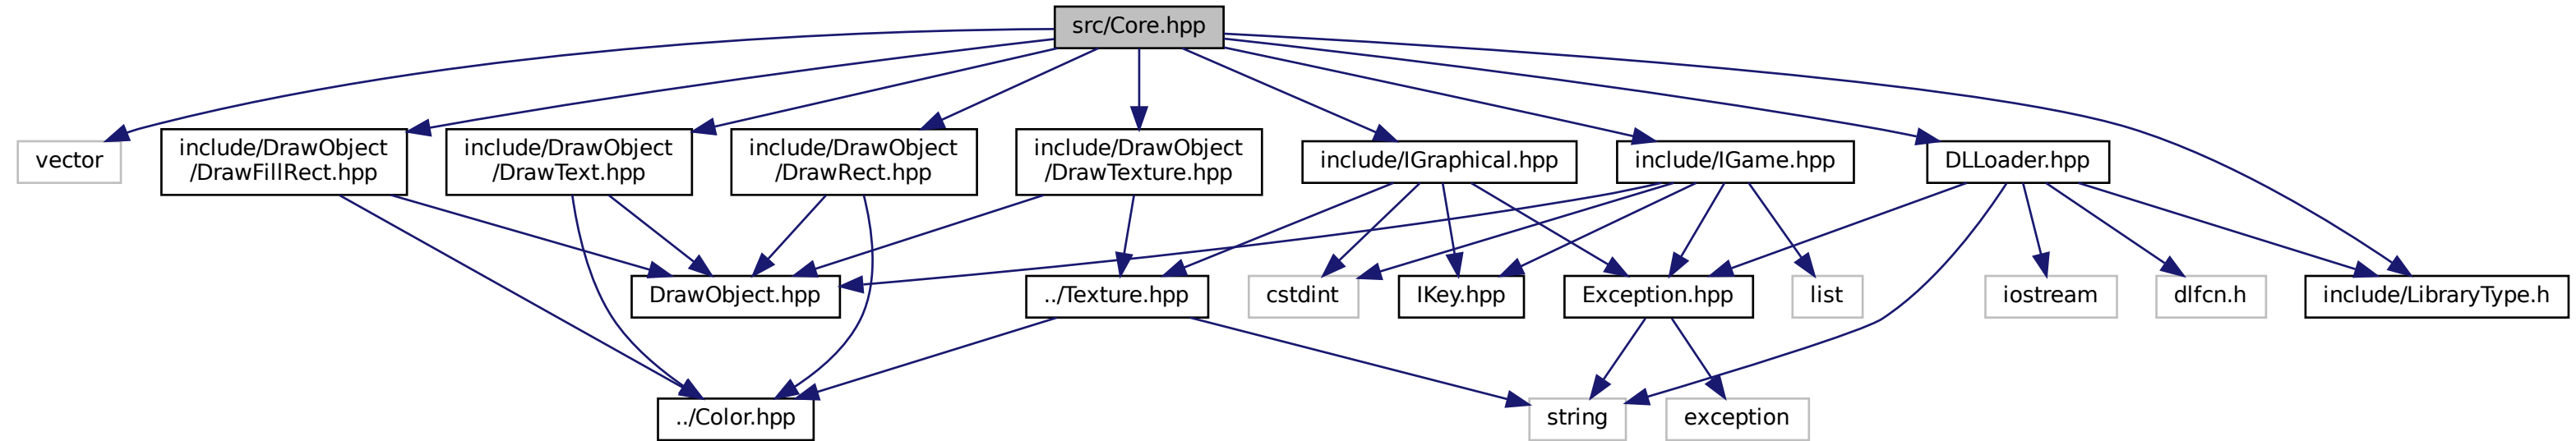 src/Core.hpp
vector
include/DrawObject
/DrawFillRect.hpp
include/DrawObject
/DrawText.hpp
include/DrawObject
/DrawRect.hpp
include/DrawObject
/DrawTexture.hpp
include/IGraphical.hpp
include/IGame.hpp
DLLoader.hpp
DrawObject.hpp
../Texture.hpp
cstdint
IKey.hpp
Exception.hpp
list
iostream
dlfcn.h
include/LibraryType.h
../Color.hpp
string
exception